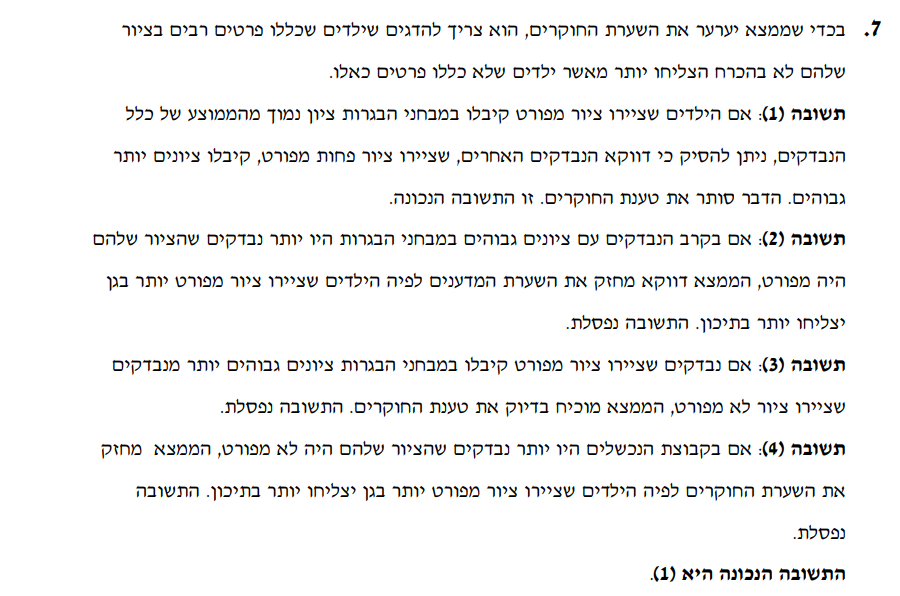 7. בכדי שממצא יערער את השערת החוקרים, הוא צריך להדגים שילדים שכללו פרטים רבים בציור
שלהם לא בהכרח הצליחו יותר מאשר ילדים שלא כללו פרטים כאלו.
תשובה (1): אם הילדים שציירו ציור מפורט קיבלו במבחני הבגרות ציון נמוך מהממוצע של כלל
הנבדקים, ניתן להסיק כי דווקא הנבדקים האחרים, שציירו ציור פחות מפורט, קיבלו ציונים יותר
גבוהים. הדבר סותר את טענת החוקרים. זו התשובה הנכונה.
תשובה (2): אם בקרב הנבדקים עם ציונים גבוהים במבחני הבגרות היו יותר נבדקים שהציור שלהם
היה מפורט, הממצא דווקא מחזק את השערת המדענים לפיה הילדים שציירו ציור מפורט יותר בגן
יצליחו יותר בתיכון. התשובה נפסלת.
תשובה (3): אם נבדקים שציירו ציור מפורט קיבלו במבחני הבגרות ציונים גבוהים יותר מנבדקים
שציירו ציור לא מפורט, הממצא מוכיח בדיוק את טענת החוקרים. התשובה נפסלת.
תשובה (4): אם בקבוצת הנכשלים היו יותר נבדקים שהציור שלהם היה לא מפורט, הממצא מחזק
את השערת החוקרים לפיה הילדים שציירו ציור מפורט יותר בגן יצליחו יותר בתיכון. התשובה
נפסלת.
התשובה הנכונה היא (1).